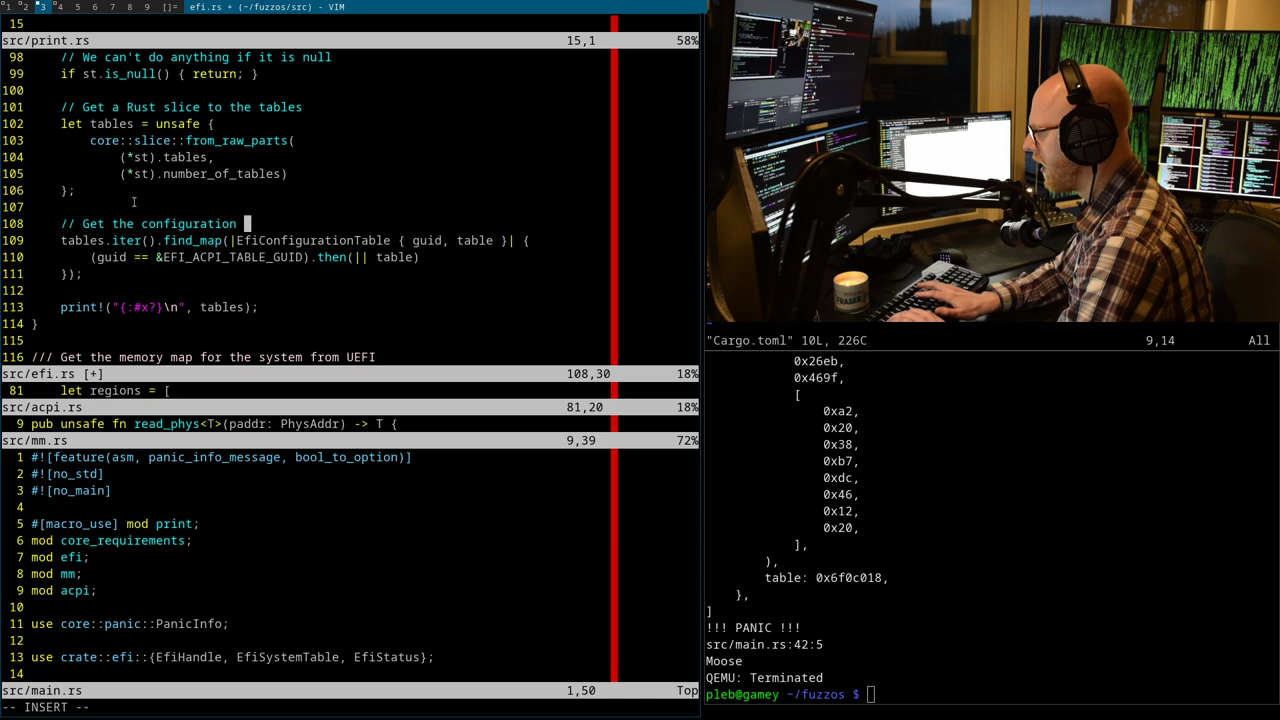 1 2 3 4 5 6 7 8 9 []= efi.rs + (~/fuzzos/src) - VIM
15
src/print.rs 15,1 58%
98 // We can't do anything if it is null
99 if st.is_null() { return; }
100
101 // Get a Rust slice to the tables
102 let tables = unsafe {
103 core::slice::from_raw_parts(
104 (*st).tables,
105 (*st).number_of_tables)
106 };
107
108 // Get the configuration
109 tables.iter().find_map(|EfiConfigurationTable { guid, table }| {
110 (guid == &EFI_ACPI_TABLE_GUID).then(|| table)
111 });
112
113 print!("{:#x?}\n", tables);
114 }
115
116 /// Get the memory map for the system from UEFI
src/efi.rs [+] 108,30 18%
81 let regions = [
src/acpi.rs 81,20 18%
9 pub unsafe fn read_phys<T>(paddr: PhysAddr) -> T {
src/mm.rs 9,39 72%
1 #![feature(asm, panic_info_message, bool_to_option)]
2 #![no_std]
3 #![no_main]
4
5 #[macro_use] mod print;
6 mod core_requirements;
7 mod efi;
8 mod mm;
9 mod acpi;
10
11 use core::panic::PanicInfo;
12
13 use crate::efi::{EfiHandle, EfiSystemTable, EfiStatus};
14
src/main.rs 1,50 Top
-- INSERT --
FRASER
~
"Cargo.toml" 10L, 226C 9,14 All
0x26eb,
0x469f,
[
0xa2,
0x20,
0x38,
0xb7,
0xdc,
0x46,
0x12,
0x20,
],
),
table: 0x6f0c018,
},
]
!!! PANIC !!!
src/main.rs:42:5
Moose
QEMU: Terminated
pleb@gamey ~/fuzzos $